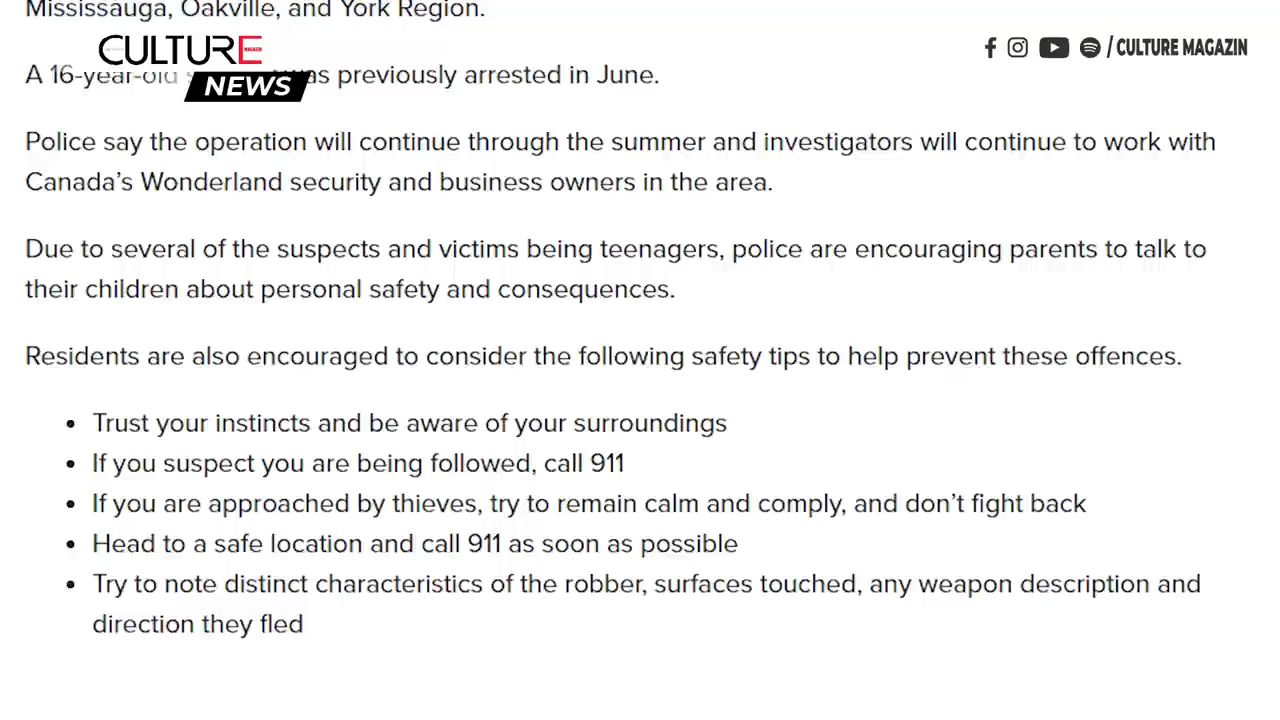 Mississauga, Oakville, and York Region.
CULTURE
NEWS
/ CULTURE MAGAZIN
A 16-year-old was previously arrested in June.
Police say the operation will continue through the summer and investigators will continue to work with
Canada’s Wonderland security and business owners in the area.
Due to several of the suspects and victims being teenagers, police are encouraging parents to talk to
their children about personal safety and consequences.
Residents are also encouraged to consider the following safety tips to help prevent these offences.
• Trust your instincts and be aware of your surroundings
• If you suspect you are being followed, call 911
• If you are approached by thieves, try to remain calm and comply, and don’t fight back
• Head to a safe location and call 911 as soon as possible
• Try to note distinct characteristics of the robber, surfaces touched, any weapon description and
direction they fled